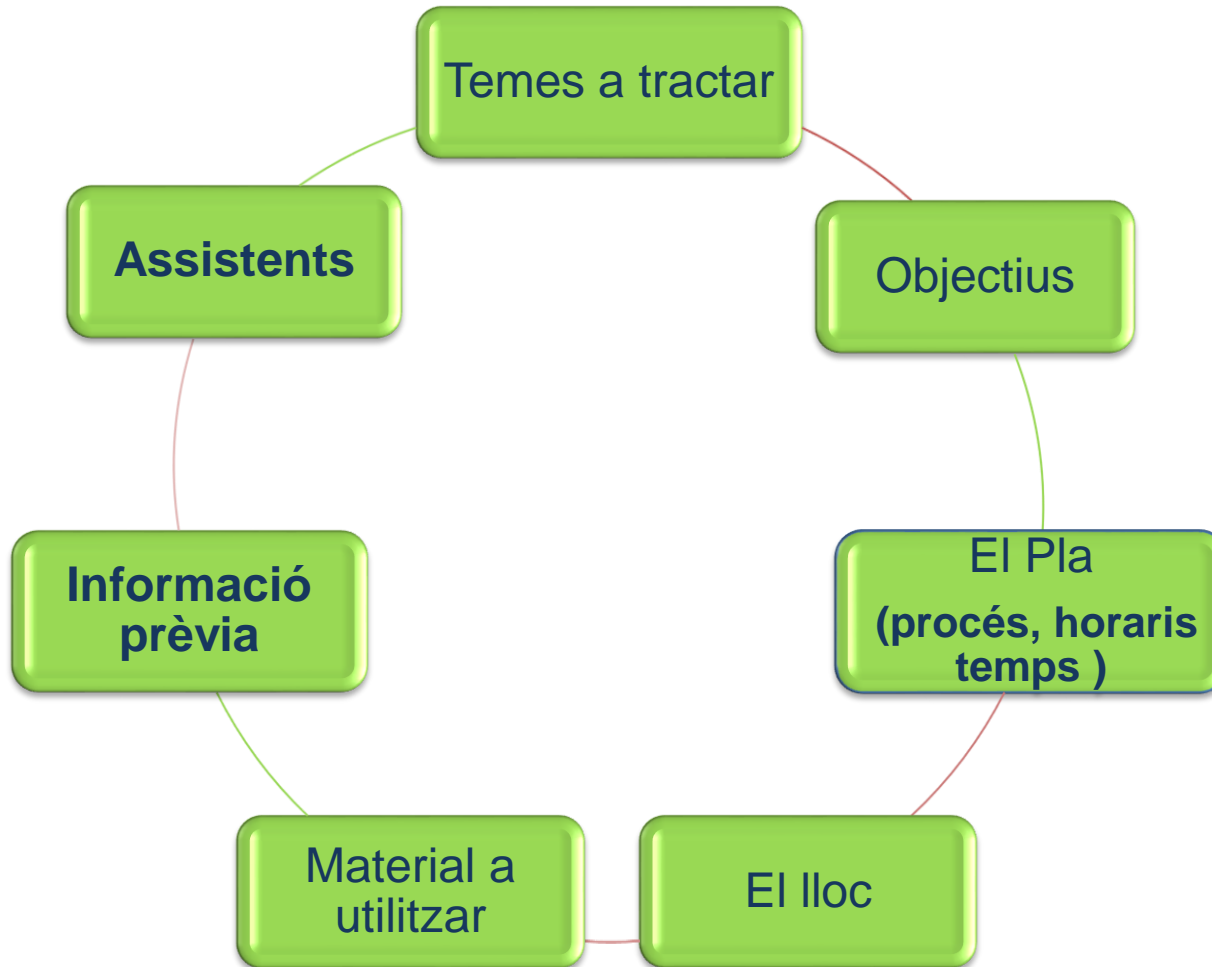 Temes a tractar
Objectius
El Pla
(procés, horaris
temps )
El lloc
Material a
utilitzar
Informació
prèvia
Assistents